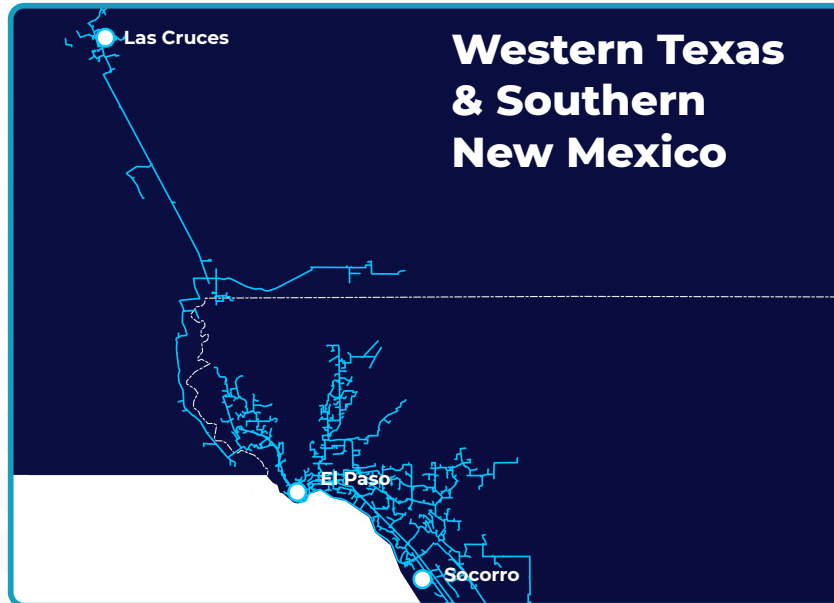 Las Cruces
Western Texas
& Southern
New Mexico
El Paso
Socorro